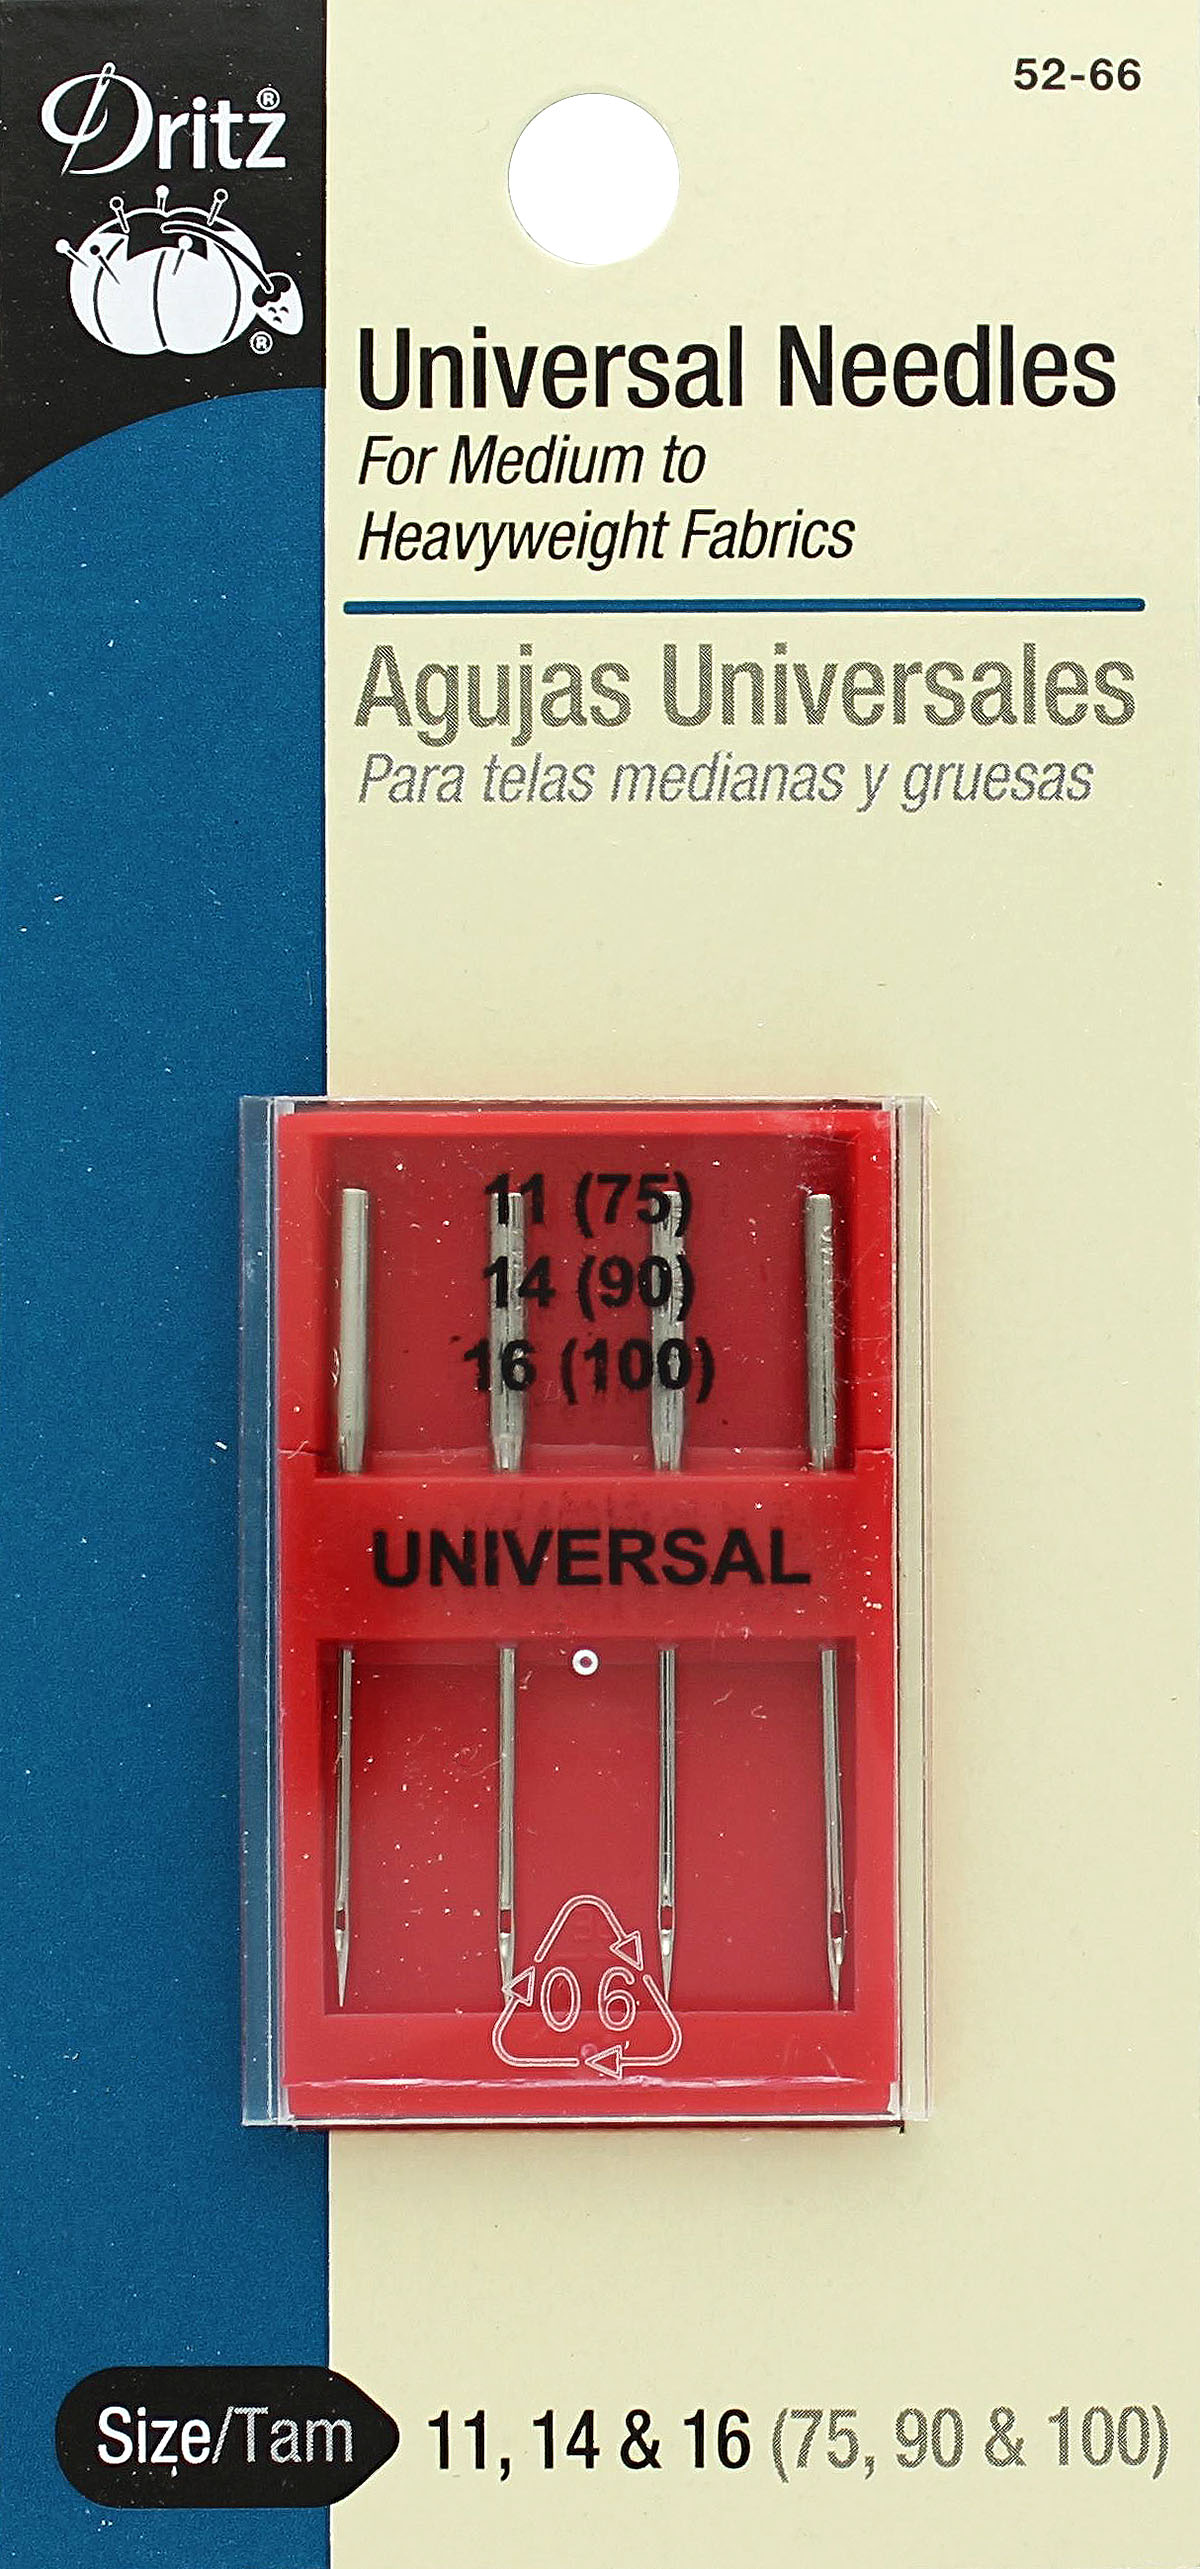 52-66
Dritz®
®
Universal Needles
For Medium to
Heavyweight Fabrics
Agujas Universales
Para telas medianas y gruesas
11 (75)
14 (90)
16 (100)
UNIVERSAL
06
Size/Tam 11, 14 & 16 (75, 90 & 100)